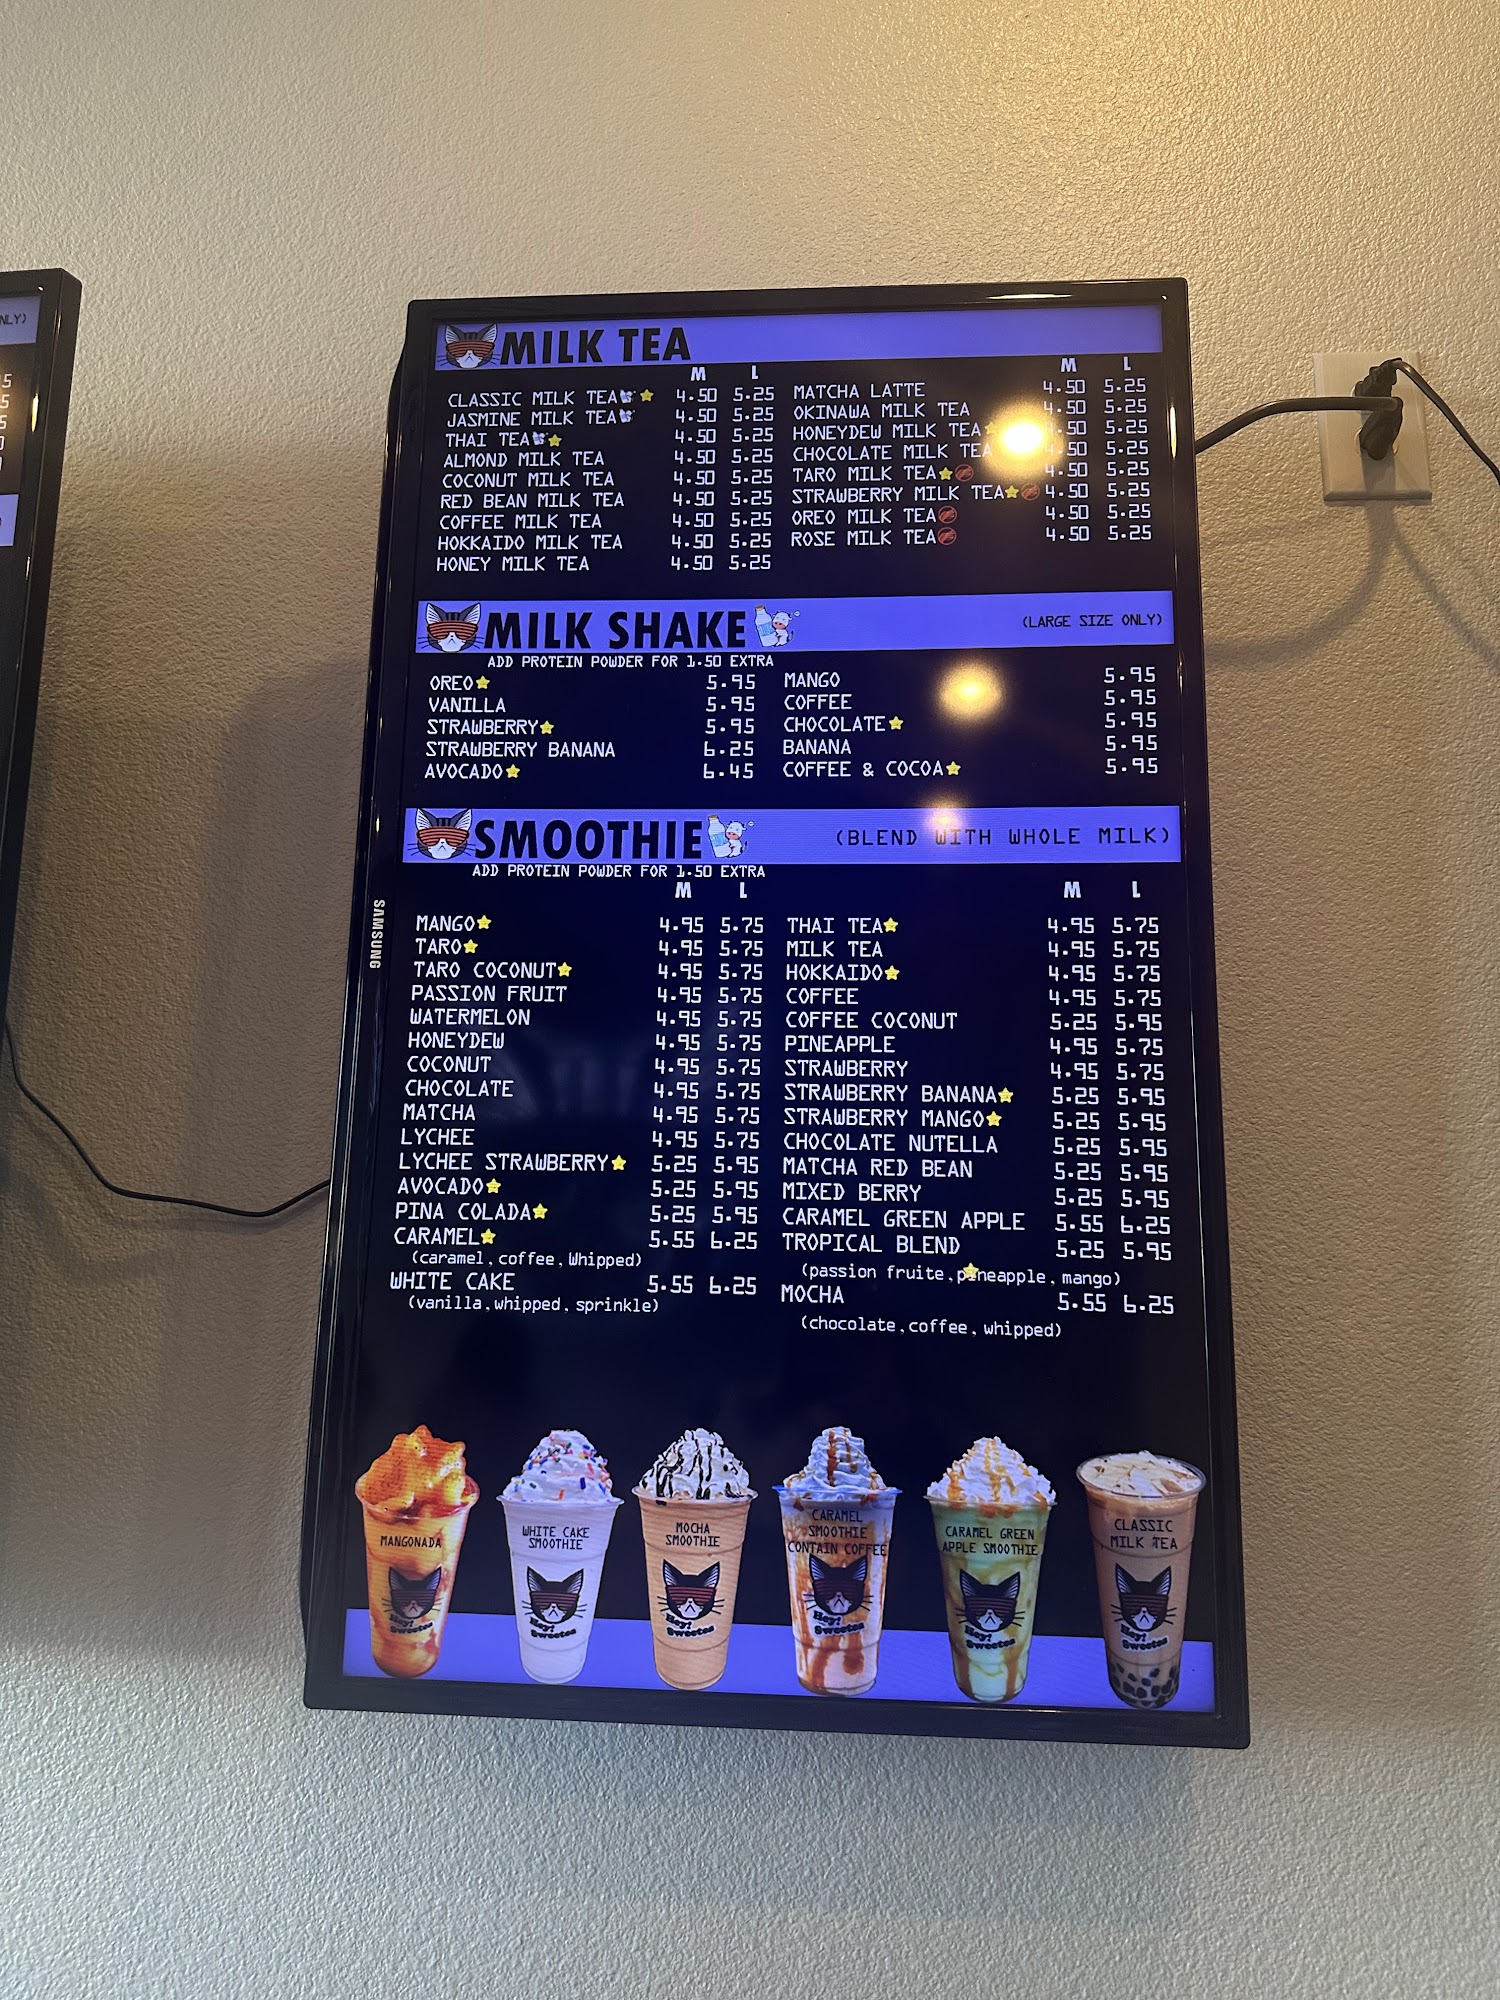 NLY)
MILK TEA
M L M L
CLASSIC MILK TEA 4.50 5.25 MATCHA LATTE 4.50 5.25
JASMINE MILK TEA 4.50 5.25 OKINAWA MILK TEA 4.50 5.25
THAI TEA 4.50 5.25 HONEYDEW MILK TEA .50 5.25
ALMOND MILK TEA 4.50 5.25 CHOCOLATE MILK TEA .50 5.25
COCONUT MILK TEA 4.50 5.25 TARO MILK TEA 4.50 5.25
RED BEAN MILK TEA 4.50 5.25 STRAWBERRY MILK TEA 4.50 5.25
COFFEE MILK TEA 4.50 5.25 OREO MILK TEA 4.50 5.25
HOKKAIDO MILK TEA 4.50 5.25 ROSE MILK TEA 4.50 5.25
HONEY MILK TEA 4.50 5.25
MILK SHAKE (LARGE SIZE ONLY)
ADD PROTEIN POWDER FOR 1.50 EXTRA
OREO 5.95 MANGO 5.95
VANILLA 5.95 COFFEE 5.95
STRAWBERRY 5.95 CHOCOLATE 5.95
STRAWBERRY BANANA 6.25 BANANA 5.95
AVOCADO 6.45 COFFEE & COCOA 5.95
SMOOTHIE (BLEND WITH WHOLE MILK)
ADD PROTEIN POWDER FOR 1.50 EXTRA
M L M L
MANGO 4.95 5.75 THAI TEA 4.95 5.75
TARO 4.95 5.75 MILK TEA 4.95 5.75
TARO COCONUT 4.95 5.75 HOKKAIDO 4.95 5.75
PASSION FRUIT 4.95 5.75 COFFEE 4.95 5.75
WATERMELON 4.95 5.75 COFFEE COCONUT 5.25 5.95
HONEYDEW 4.95 5.75 PINEAPPLE 4.95 5.75
COCONUT 4.95 5.75 STRAWBERRY 4.95 5.75
CHOCOLATE 4.95 5.75 STRAWBERRY BANANA 5.25 5.95
MATCHA 4.95 5.75 STRAWBERRY MANGO 5.25 5.95
LYCHEE 4.95 5.75 CHOCOLATE NUTELLA 5.25 5.95
LYCHEE STRAWBERRY 5.25 5.95 MATCHA RED BEAN 5.25 5.95
AVOCADO 5.25 5.95 MIXED BERRY 5.25 5.95
PINA COLADA 5.25 5.95 CARAMEL GREEN APPLE 5.55 6.25
CARAMEL 5.55 6.25 TROPICAL BLEND 5.25 5.95
(caramel, coffee, Whipped) (passion fruite, pineapple, mango)
WHITE CAKE 5.55 6.25 MOCHA 5.55 6.25
(vanilla, whipped, sprinkle) (chocolate, coffee, whipped)
SAMSUNG
MANGONADA
WHITE CAKE
SMOOTHIE
MOCHA
SMOOTHIE
CARAMEL
SMOOTHIE
CONTAIN COFFEE
CARAMEL GREEN
APPLE SMOOTHIE
CLASSIC
MILK TEA
Hey!
Sweetea
Hey!
Sweetea
Hey!
Sweetea
Hey!
Sweetea
Hey!
Sweetea
Hey!
Sweetea